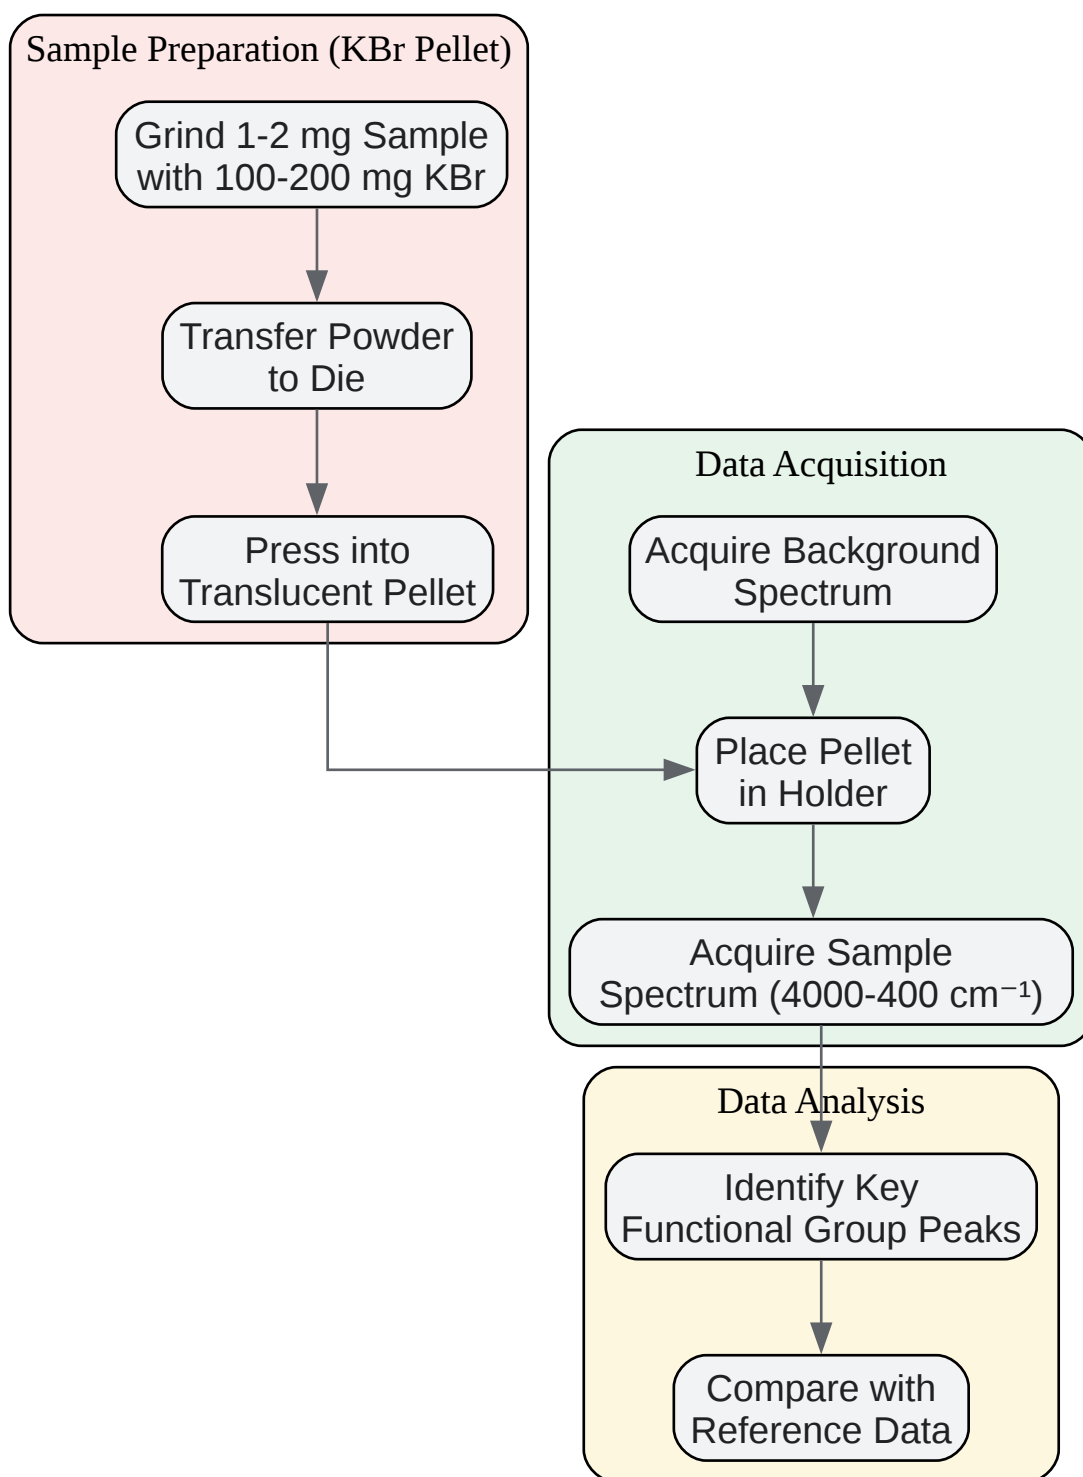 Sample Preparation (KBr Pellet)
Grind 1-2 mg Sample
with 100-200 mg KBr
Transfer Powder
to Die
Press into
Translucent Pellet
Data Acquisition
Acquire Background
Spectrum
Place Pellet
in Holder
Acquire Sample
Spectrum (4000-400 cm⁻¹)
Data Analysis
Identify Key
Functional Group Peaks
Compare with
Reference Data